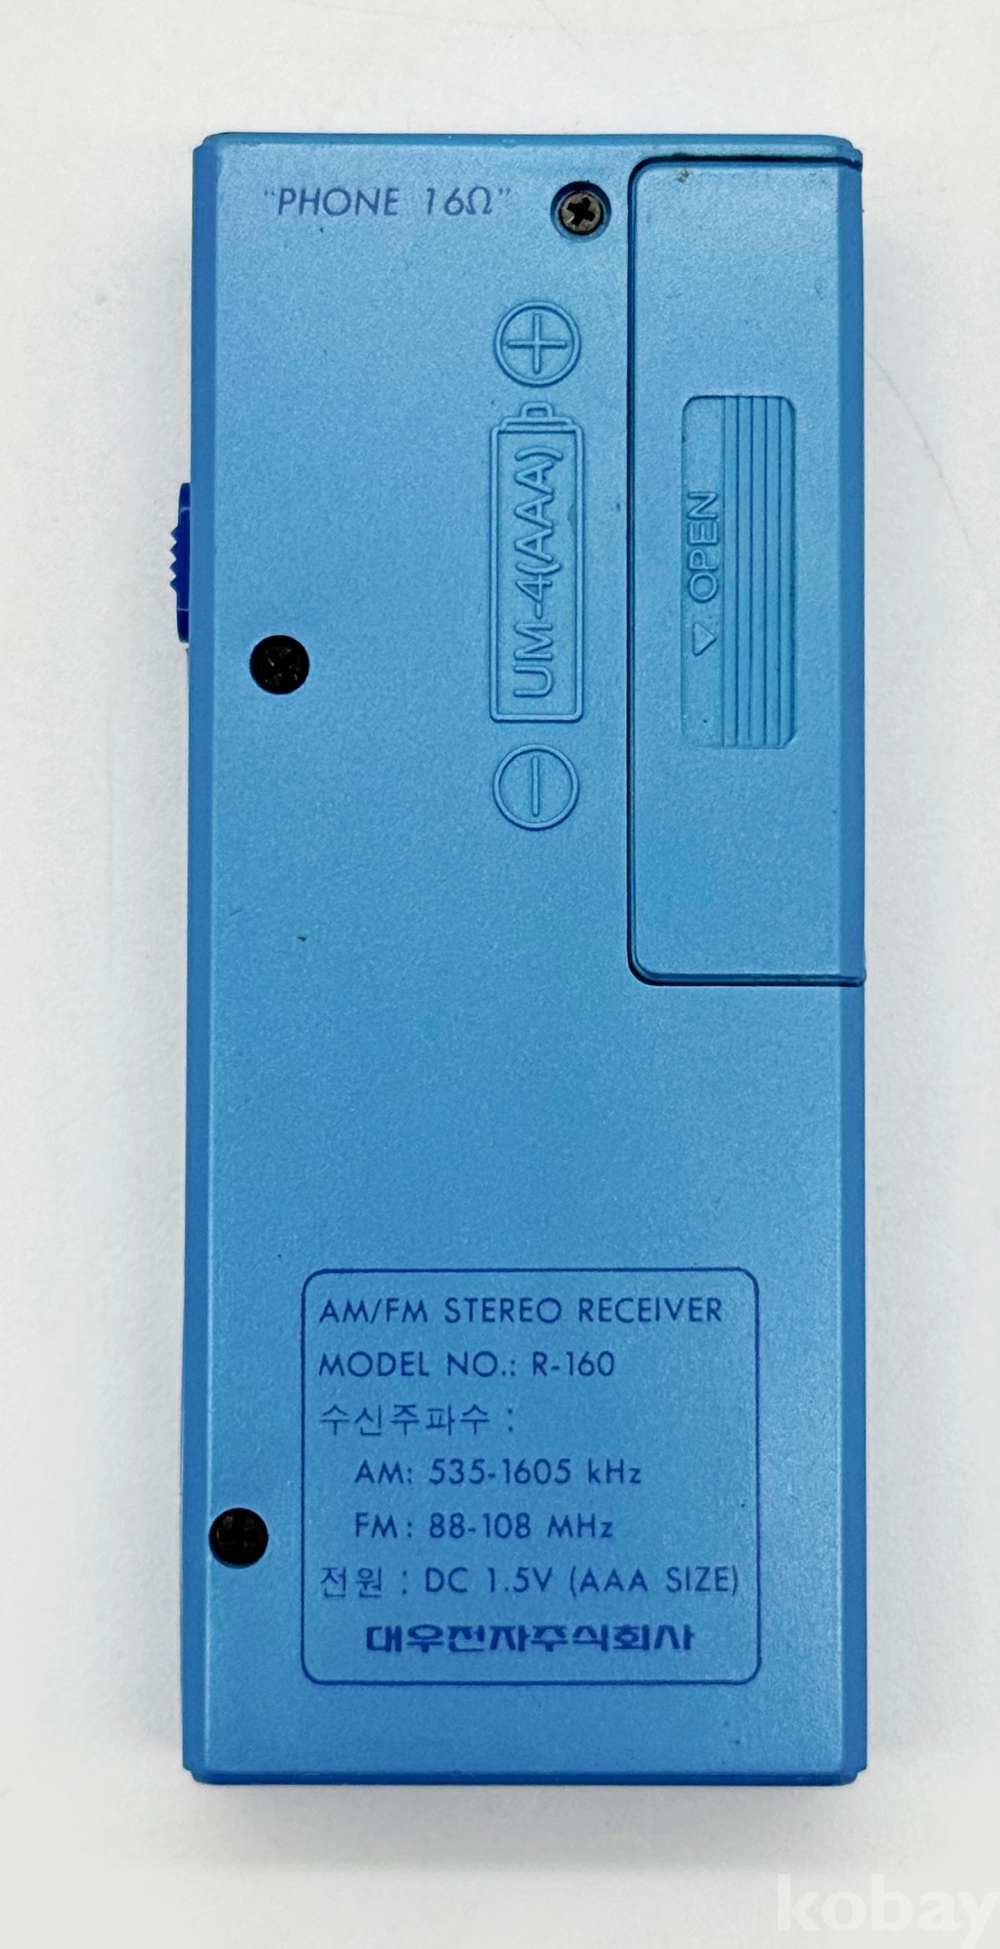 "PHONE 16Ω"
UM-4(AAA)
OPEN
AM/FM STEREO RECEIVER
MODEL NO.: R-160
수신주파수 :
AM: 535-1605 kHz
FM: 88-108 MHz
전원 : DC 1.5V (AAA SIZE)
대우전자주식회사
kobay